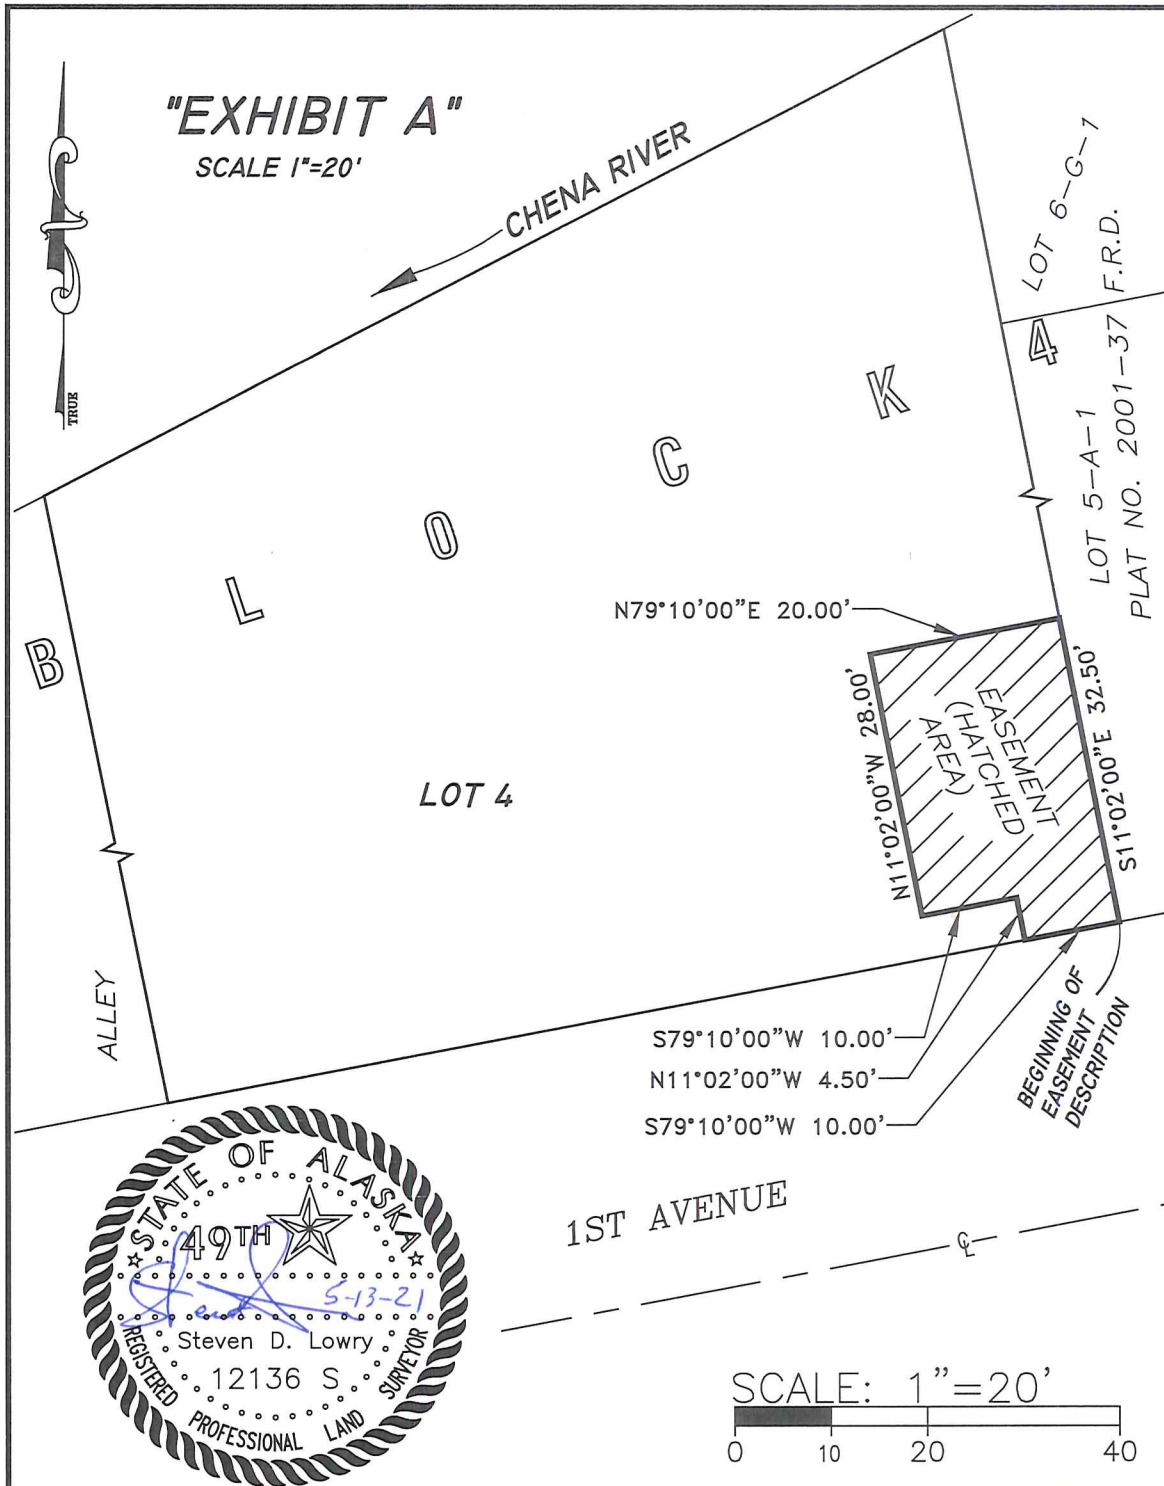 "EXHIBIT A"
SCALE 1"=20'
TRUE
CHENA RIVER
LOT 6-G-1
LOT 5-A-1
PLAT NO. 2001-37 F.R.D.
BLOCK 4
N79°10'00"E 20.00'
N11°02'00"W 28.00'
EASEMENT
(HATCHED
AREA)
S11°02'00"E 32.50'
LOT 4
ALLEY
S79°10'00"W 10.00'
N11°02'00"W 4.50'
S79°10'00"W 10.00'
BEGINNING OF
EASEMENT
DESCRIPTION
1ST AVENUE
℄
STATE OF ALASKA
49TH
5-13-21
Steven D. Lowry
12136 S
REGISTERED PROFESSIONAL LAND SURVEYOR
SCALE: 1"=20'
0 10 20 40